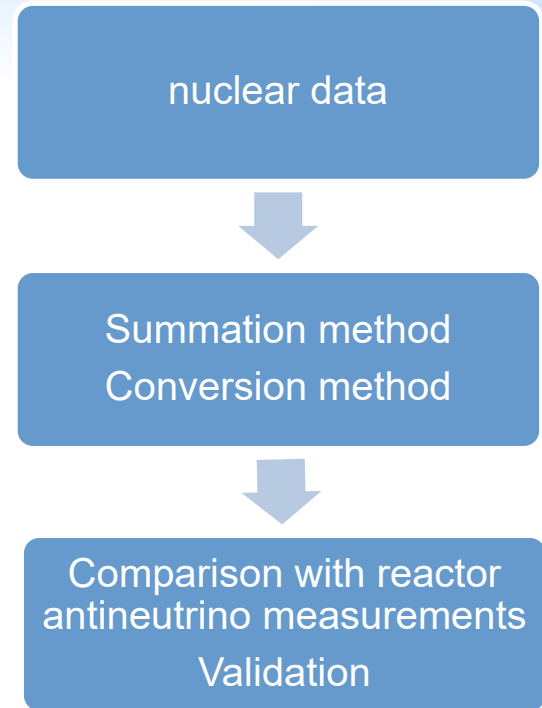 nuclear data
Summation method
Conversion method
Comparison with reactor
antineutrino measurements
Validation